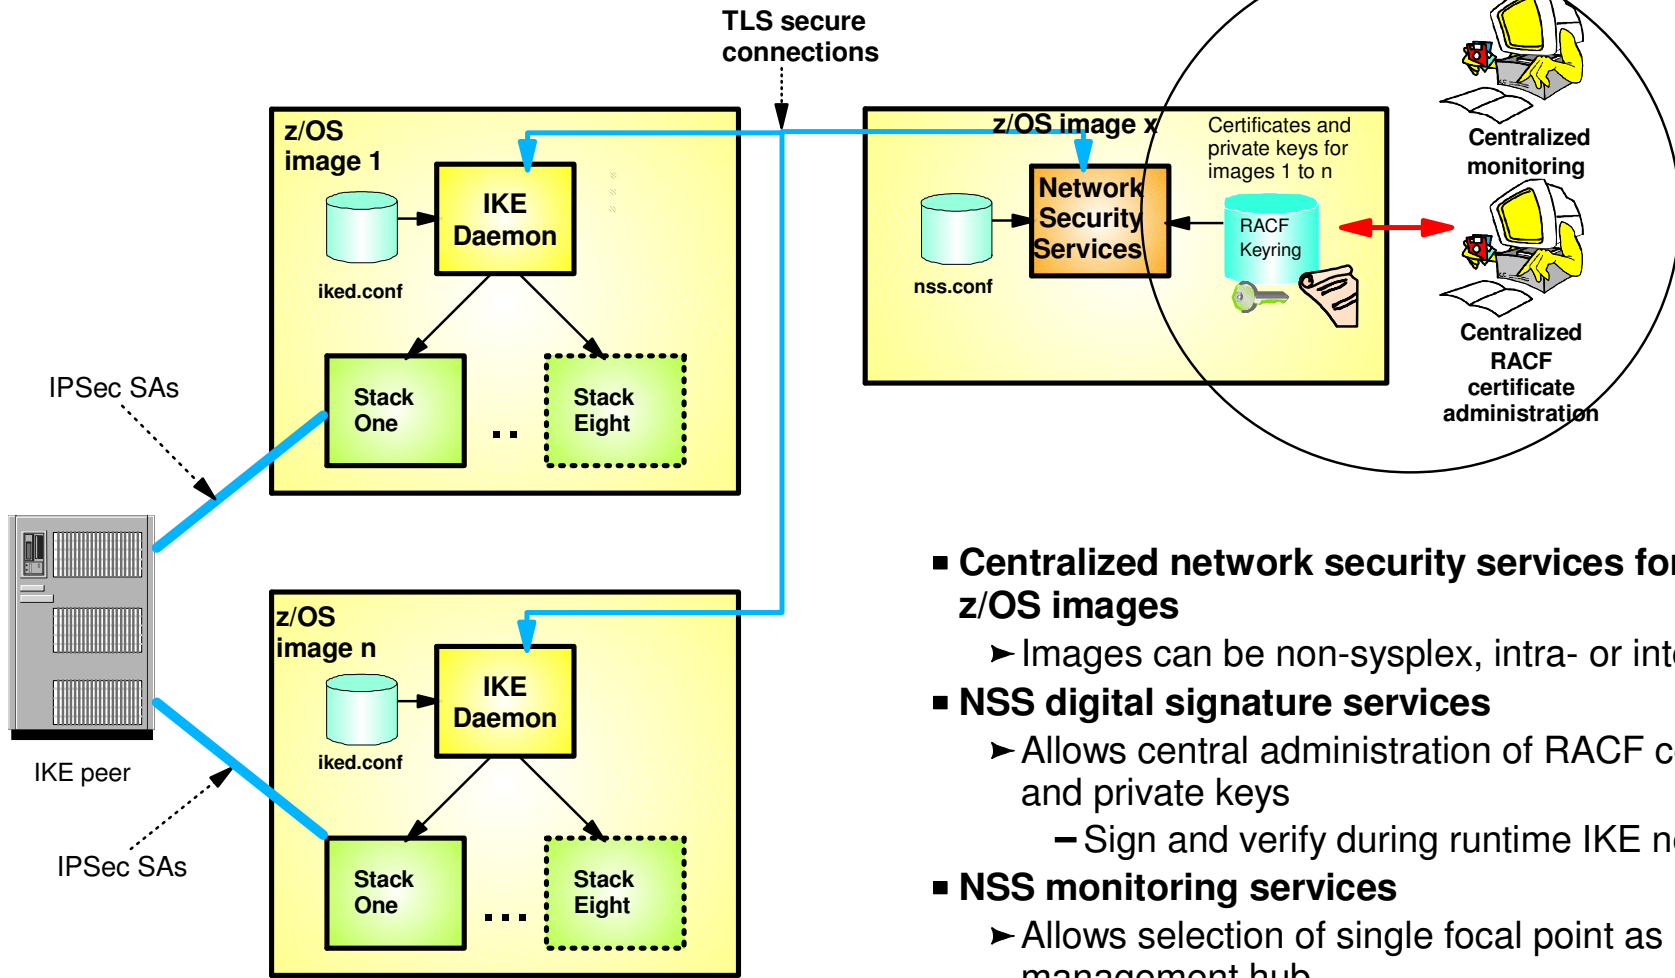 TLS secure
connections
z/OS
image 1
IKE
Daemon
iked.conf
Stack
One
..
Stack
Eight
IPSec SAs
z/OS image x
Certificates and
private keys for
images 1 to n
Network
Security
Services
nss.conf
RACF
Keyring
Centralized
monitoring
Centralized
RACF
certificate
administration
IKE peer
z/OS
image n
IKE
Daemon
iked.conf
Stack
One
...
Stack
Eight
IPSec SAs
■ Centralized network security services for
z/OS images
➤ Images can be non-sysplex, intra- or
■ NSS digital signature services
➤ Allows central administration of RACF
and private keys
– Sign and verify during runtime IKE
■ NSS monitoring services
➤ Allows selection of single focal point as
management hub